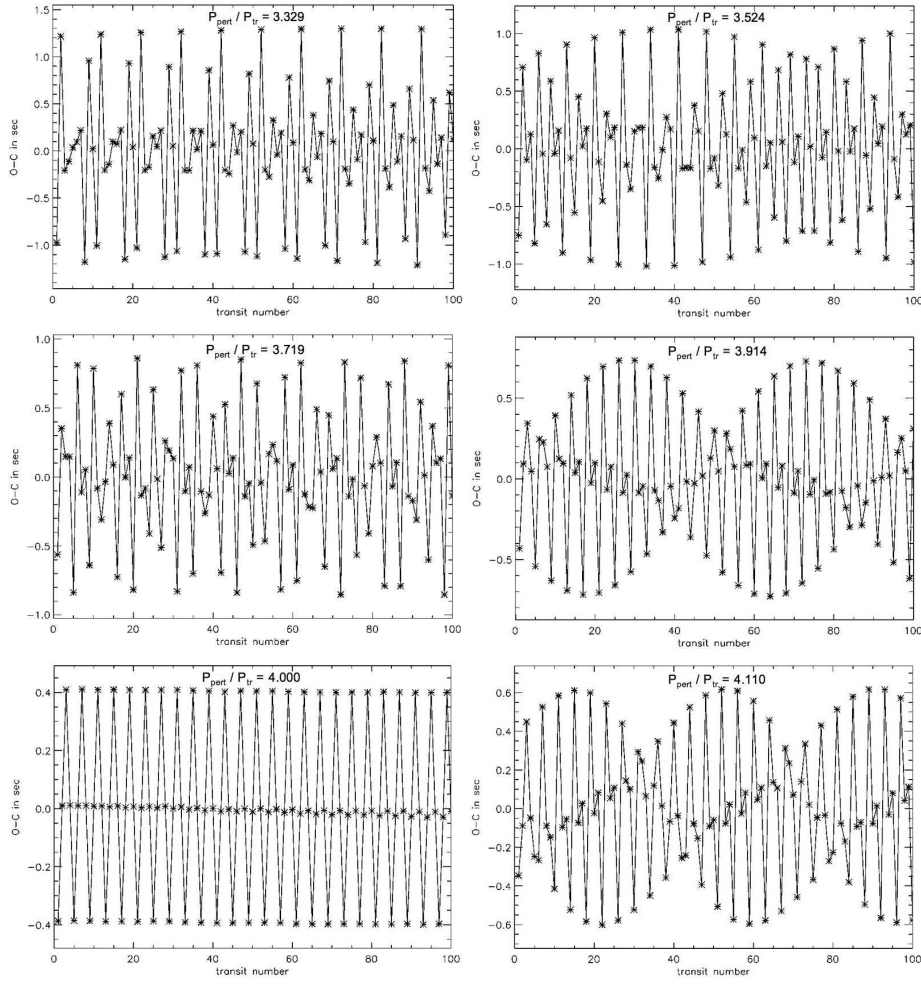 P_pert / P_tr = 3.329
1.5
1.0
0.5
0.0
−0.5
−1.0
O−C in sec
0 20 40 60 80 100
transit number
P_pert / P_tr = 3.524
1.0
0.5
0.0
−0.5
−1.0
O−C in sec
0 20 40 60 80 100
transit number
P_pert / P_tr = 3.719
1.0
0.5
0.0
−0.5
−1.0
O−C in sec
0 20 40 60 80 100
transit number
P_pert / P_tr = 3.914
0.5
0.0
−0.5
O−C in sec
0 20 40 60 80 100
transit number
P_pert / P_tr = 4.000
0.4
0.2
0.0
−0.2
−0.4
O−C in sec
0 20 40 60 80 100
transit number
P_pert / P_tr = 4.110
0.6
0.4
0.2
0.0
−0.2
−0.4
−0.6
O−C in sec
0 20 40 60 80 100
transit number